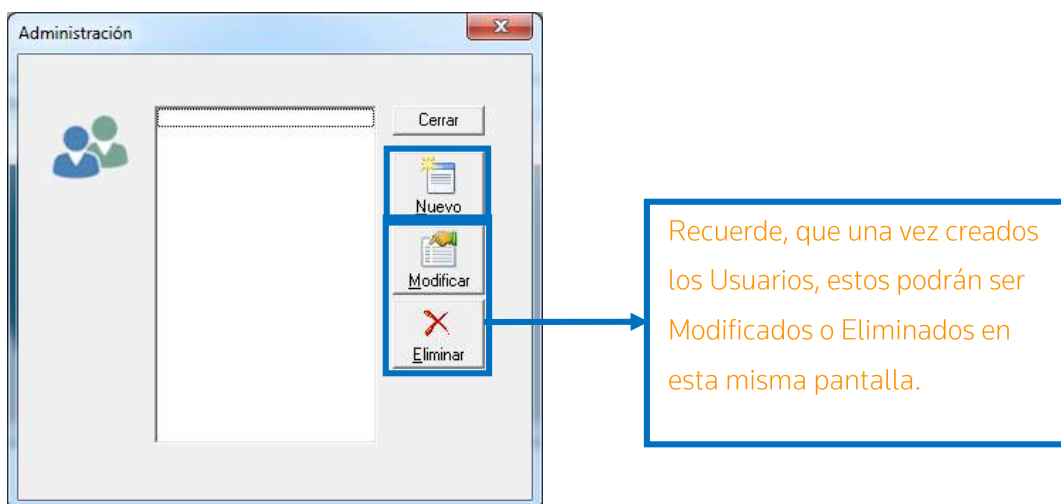 Administración
Cerrar
Nuevo
Modificar
Eliminar
Recuerde, que una vez creados
los Usuarios, estos podrán ser
Modificados o Eliminados en
esta misma pantalla.